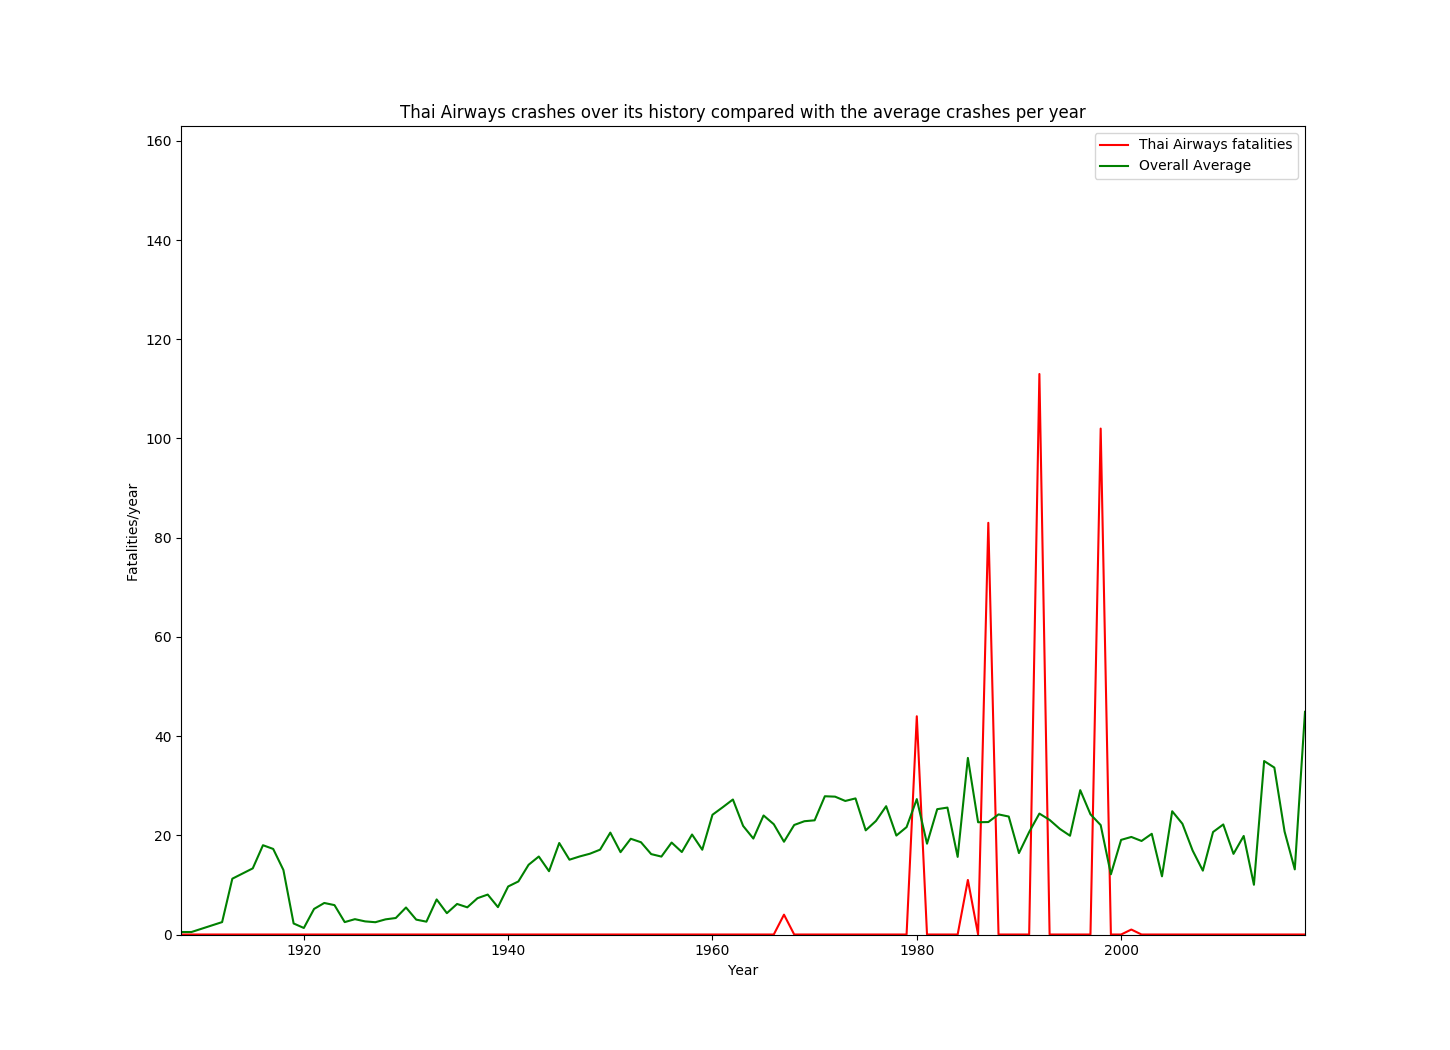 Thai Airways crashes over its history compared with the average crashes per year
Thai Airways fatalities
Overall Average
160
140
120
100
80
60
40
20
0
Fatalities/year
1920 1940 1960 1980 2000
Year